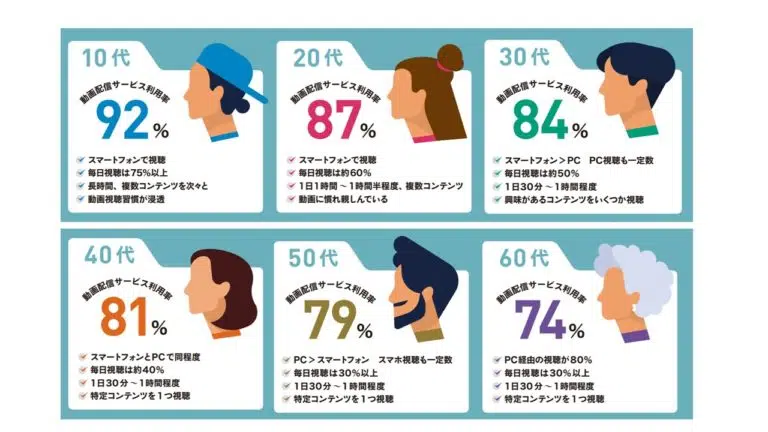 10代
動画配信サービス利用率
92%
スマートフォンで視聴
毎日視聴は75%以上
長時間、複数コンテンツを次々と
動画視聴習慣が浸透
20代
動画配信サービス利用率
87%
スマートフォンで視聴
毎日視聴は約60%
1日1時間～1時間半程度、複数コンテンツ
動画に慣れ親しんでいる
30代
動画配信サービス利用率
84%
スマートフォン＞PC　PC視聴も一定数
毎日視聴は約50%
1日30分～1時間程度
興味があるコンテンツをいくつか視聴
40代
動画配信サービス利用率
81%
スマートフォンとPCで同程度
毎日視聴は約40%
1日30分～1時間程度
特定コンテンツを1つ視聴
50代
動画配信サービス利用率
79%
PC＞スマートフォン　スマホ視聴も一定数
毎日視聴は30%以上
1日30分～1時間程度
特定コンテンツを1つ視聴
60代
動画配信サービス利用率
74%
PC経由の視聴が80%
毎日視聴は30%以上
1日30分～1時間程度
特定コンテンツを1つ視聴